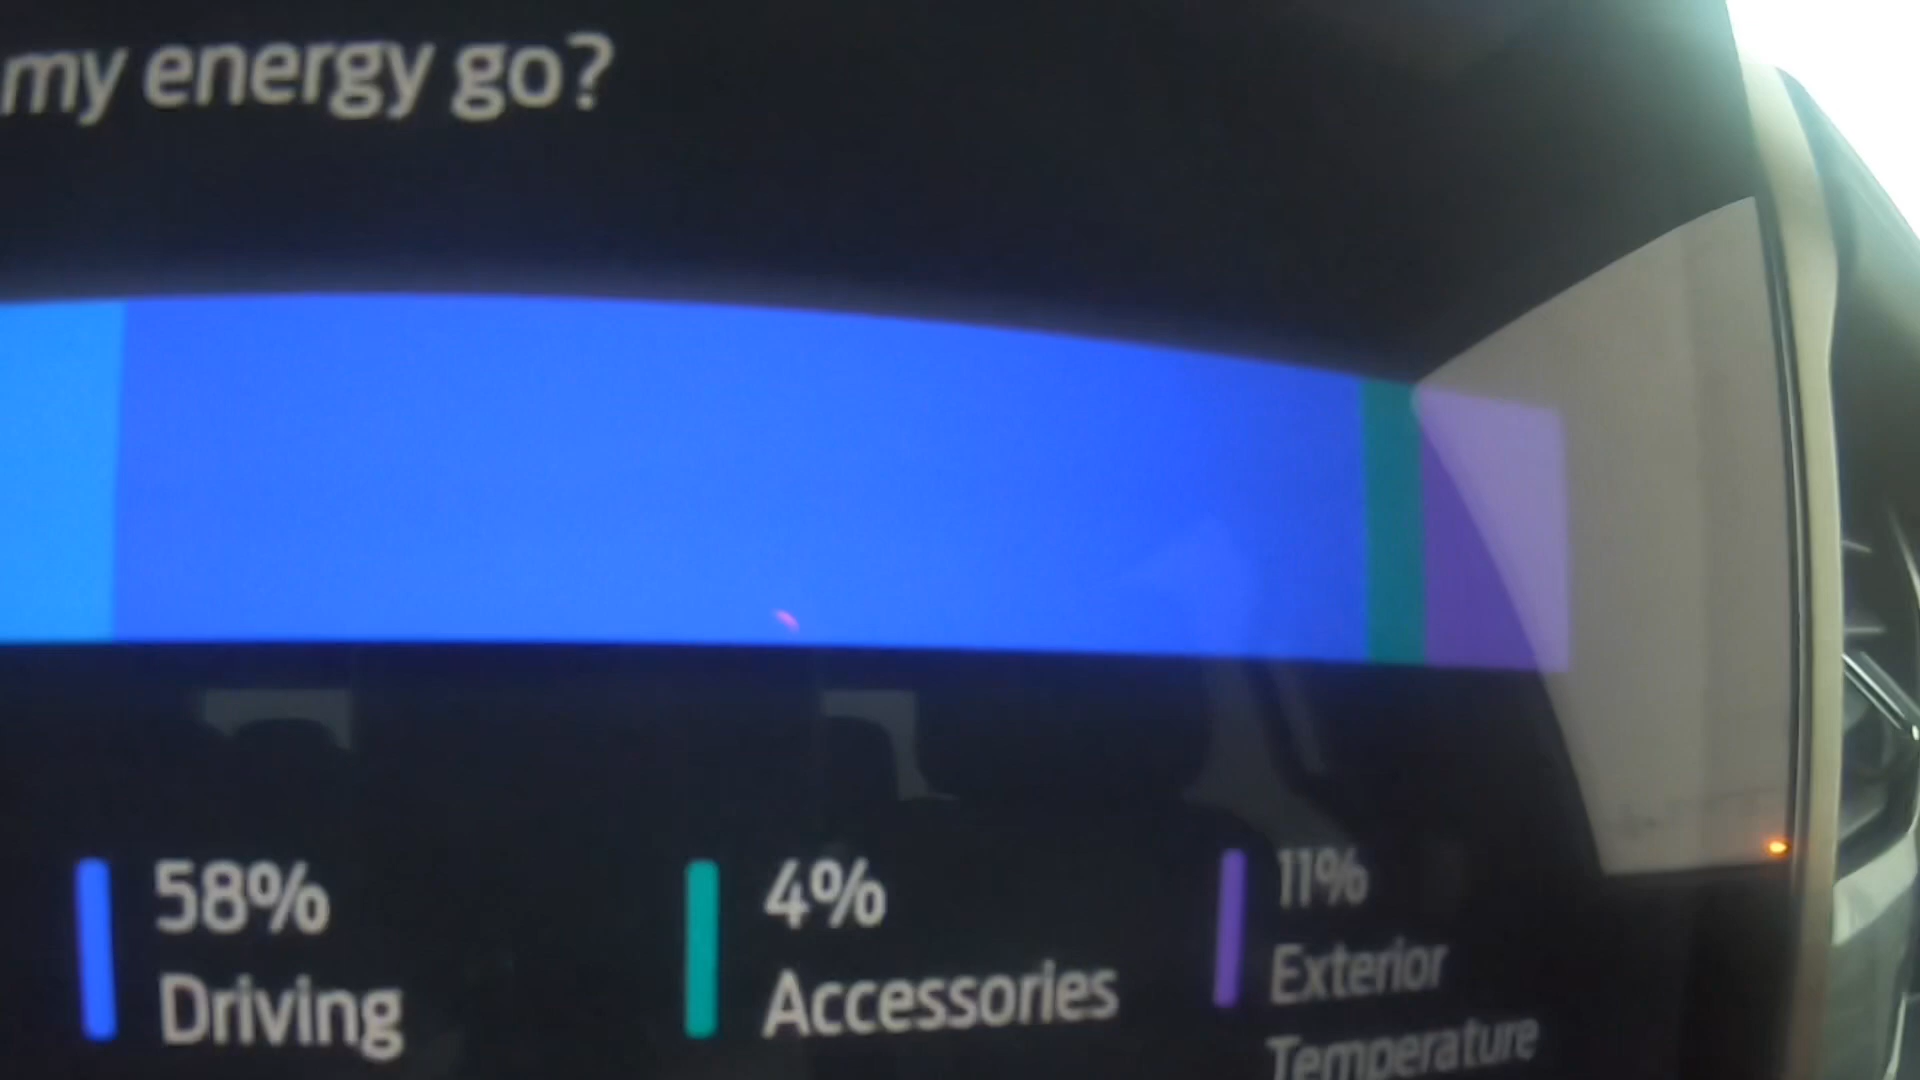 my energy go?
58%
Driving
4%
Accessories
11%
Exterior
Temperature